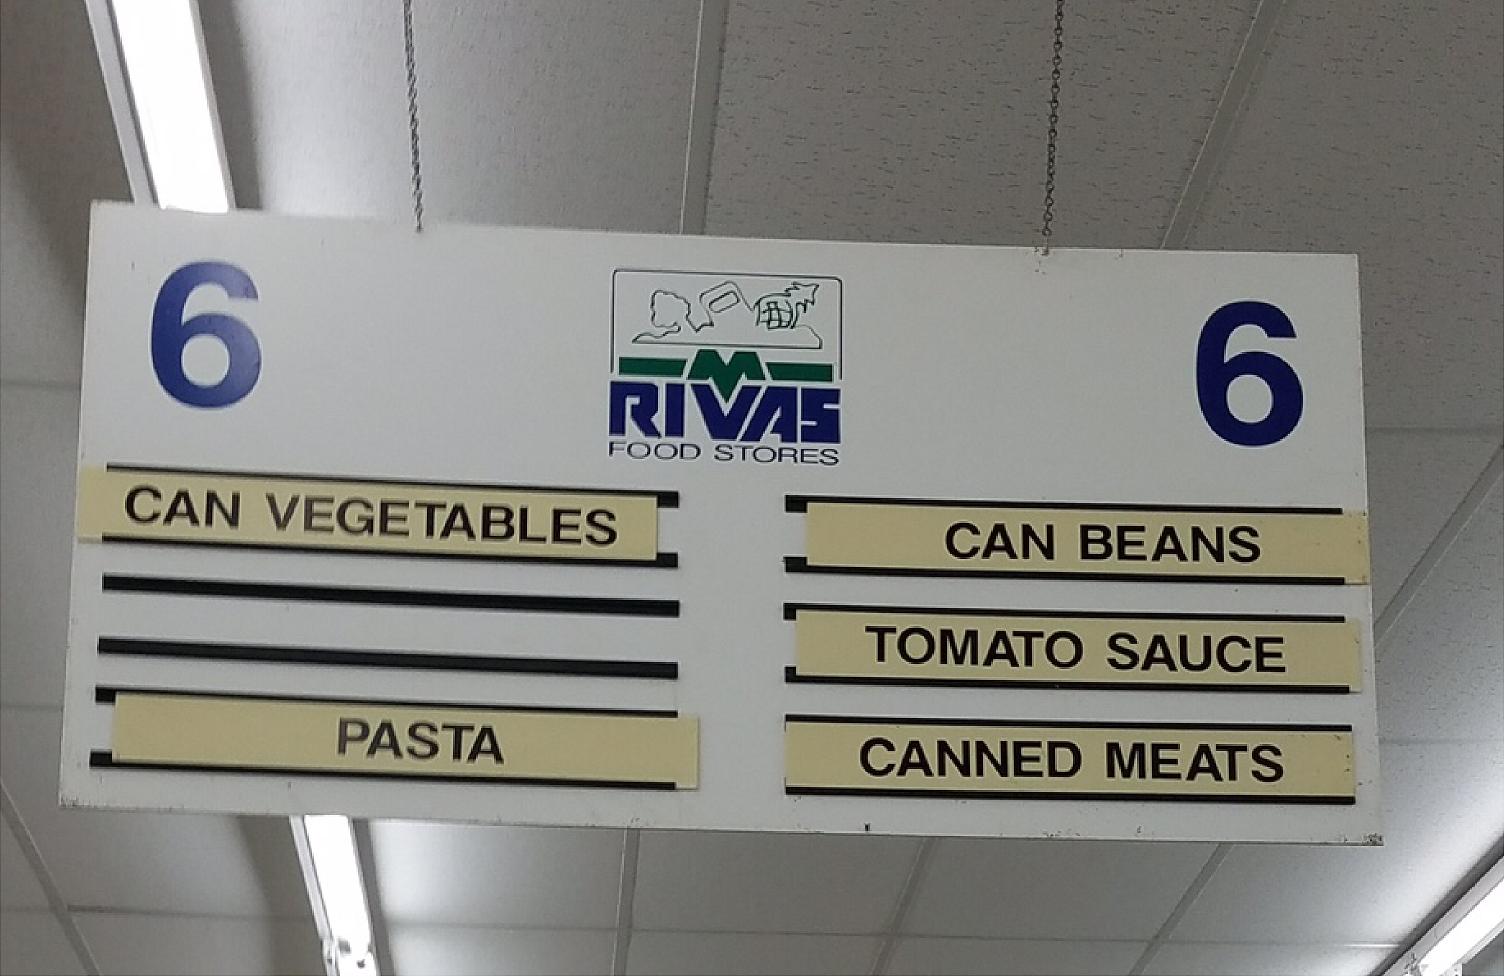 6
6
RIVAS
FOOD STORES
CAN VEGETABLES
PASTA
CAN BEANS
TOMATO SAUCE
CANNED MEATS